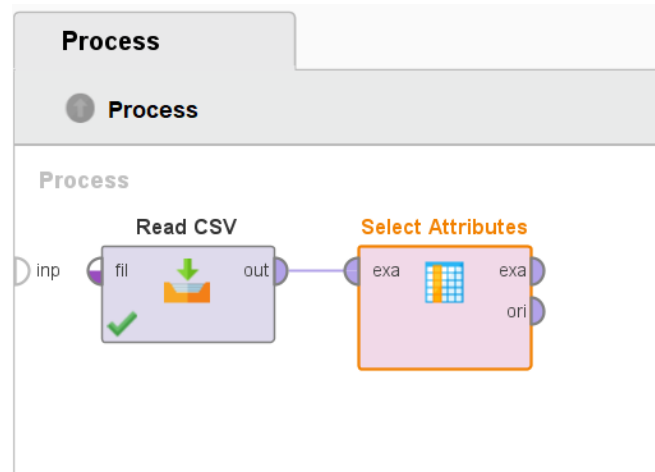 Process
Process
Process
Read CSV
Select Attributes
inp
fil
out
exa
exa
ori